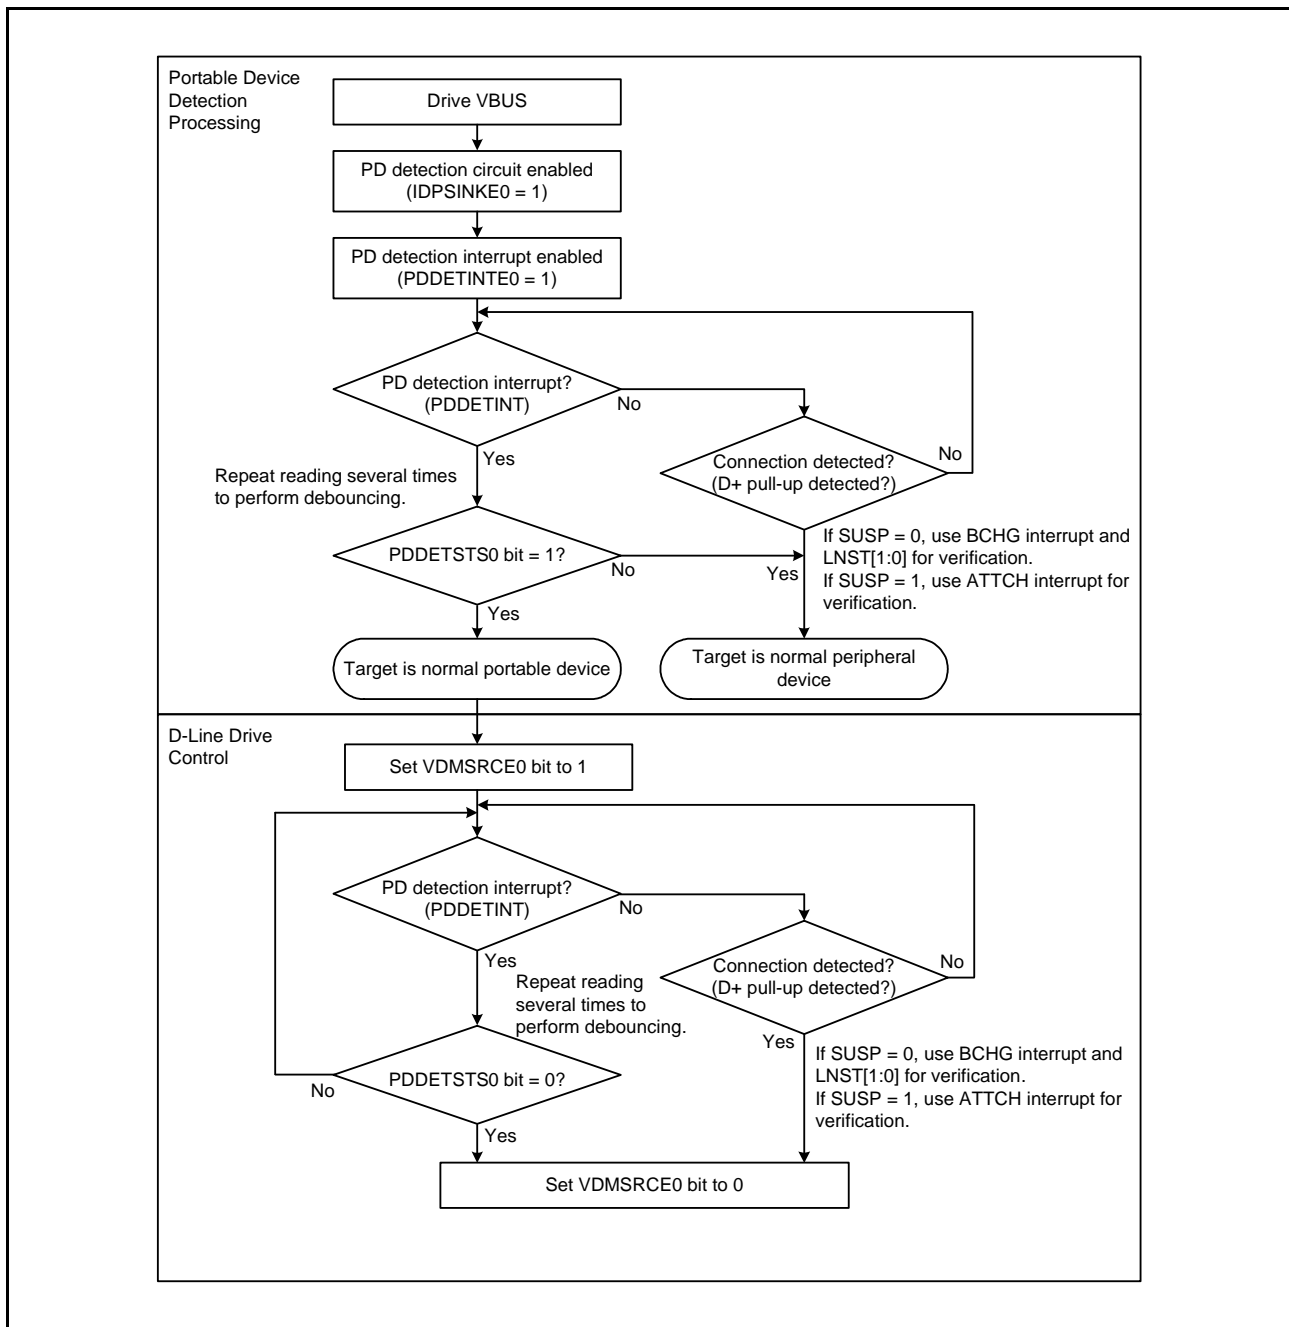 Portable Device
Detection
Processing
Drive VBUS
PD detection circuit enabled
(IDPSINKE0 = 1)
PD detection interrupt enabled
(PDDETINTE0 = 1)
PD detection interrupt?
(PDDETINT)
No
Yes
Connection detected?
(D+ pull-up detected?)
No
Repeat reading several times
to perform debouncing.
PDDETSTS0 bit = 1?
No
Yes
Yes
If SUSP = 0, use BCHG interrupt and
LNST[1:0] for verification.
If SUSP = 1, use ATTCH interrupt for
verification.
Target is normal portable device
Target is normal peripheral
device
D-Line Drive
Control
Set VDMSRCE0 bit to 1
PD detection interrupt?
(PDDETINT)
No
Yes
Connection detected?
(D+ pull-up detected?)
No
Repeat reading
several times to
perform debouncing.
PDDETSTS0 bit = 0?
No
Yes
Yes
If SUSP = 0, use BCHG interrupt and
LNST[1:0] for verification.
If SUSP = 1, use ATTCH interrupt for
verification.
Set VDMSRCE0 bit to 0